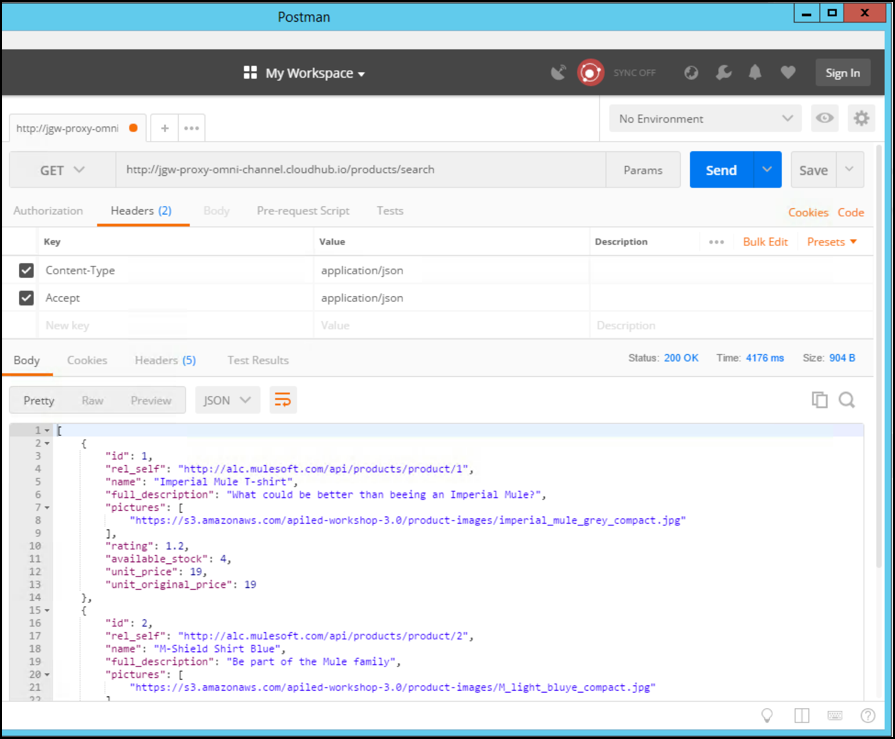 Postman
My Workspace
SYNC OFF
Sign In
http://jgw-proxy-omni
+
•••
No Environment
GET
http://jgw-proxy-omni-channel.cloudhub.io/products/search
Params
Send
Save
Authorization
Headers (2)
Body
Pre-request Script
Tests
Cookies
Code
Key
Value
Description
•••
Bulk Edit
Presets
Content-Type
application/json
Accept
application/json
New key
Value
Description
Body
Cookies
Headers (5)
Test Results
Status: 200 OK
Time: 4176 ms
Size: 904 B
Pretty
Raw
Preview
JSON
1 [
2 {
3 "id": 1,
4 "rel_self": "http://alc.mulesoft.com/api/products/product/1",
5 "name": "Imperial Mule T-shirt",
6 "full_description": "What could be better than beeing an Imperial Mule?",
7 "pictures": [
8 "https://s3.amazonaws.com/apiled-workshop-3.0/product-images/imperial_mule_grey_compact.jpg"
9 ],
10 "rating": 1.2,
11 "available_stock": 4,
12 "unit_price": 19,
13 "unit_original_price": 19
14 },
15 {
16 "id": 2,
17 "rel_self": "http://alc.mulesoft.com/api/products/product/2",
18 "name": "M-Shield Shirt Blue",
19 "full_description": "Be part of the Mule family",
20 "pictures": [
21 "https://s3.amazonaws.com/apiled-workshop-3.0/product-images/M_light_bluye_compact.jpg"
22 ]